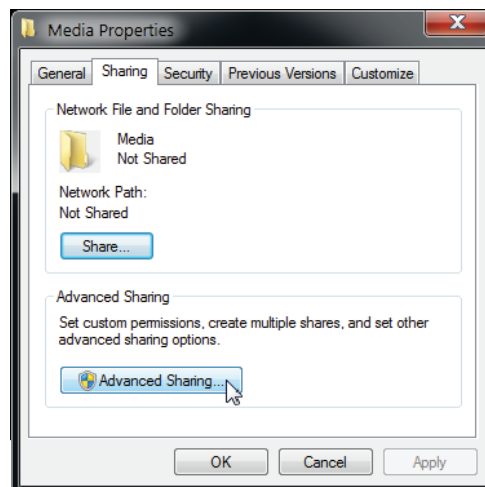 Media Properties
General Sharing Security Previous Versions Customize
Network File and Folder Sharing
Media
Not Shared
Network Path:
Not Shared
Share...
Advanced Sharing
Set custom permissions, create multiple shares, and set other
advanced sharing options.
Advanced Sharing...
OK Cancel Apply